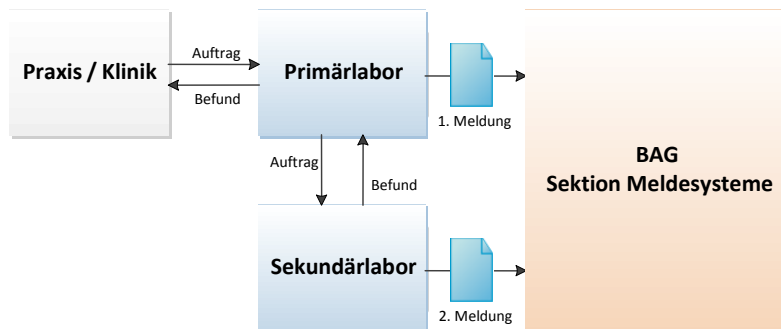 Praxis / Klinik
Auftrag
Befund
Primärlabor
1. Meldung
BAG
Sektion Meldesysteme
Auftrag
Befund
Sekundärlabor
2. Meldung